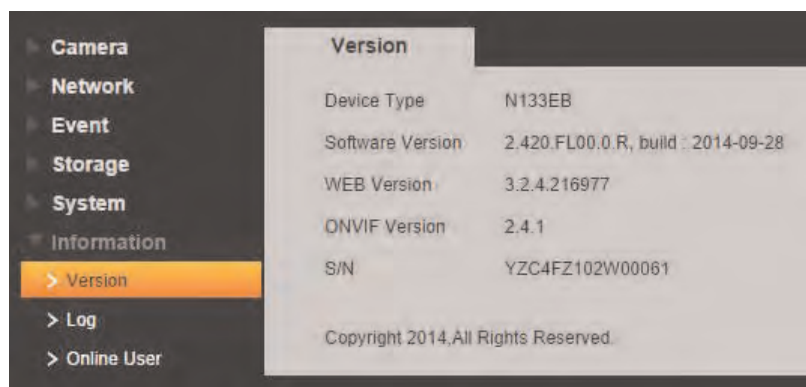 Camera
Network
Event
Storage
System
Information
> Version
> Log
> Online User
Version
Device Type N133EB
Software Version 2.420.FL00.0.R, build : 2014-09-28
WEB Version 3.2.4.216977
ONVIF Version 2.4.1
S/N YZC4FZ102W00061
Copyright 2014,All Rights Reserved.